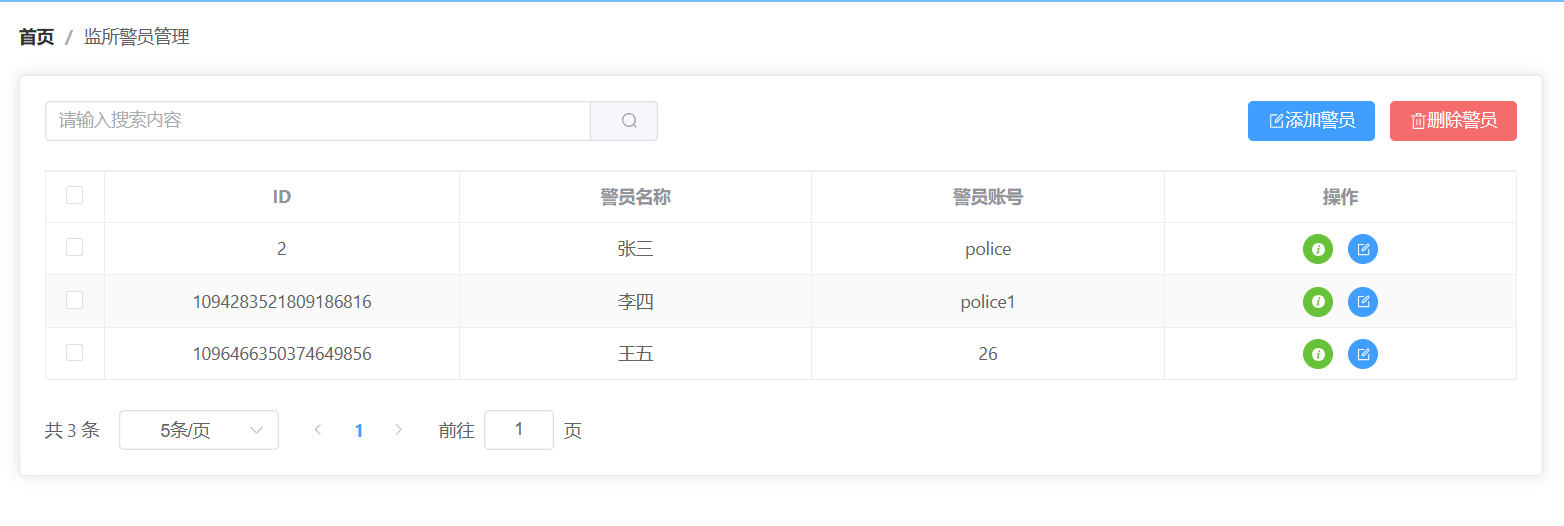 首页 / 监所警员管理
请输入搜索内容 添加警员 删除警员
ID 警员名称 警员账号 操作
2 张三 police
1094283521809186816 李四 police1
1096466350374649856 王五 26
共 3 条 5条/页 1 前往 1 页